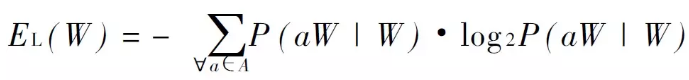 E_L(W) = - ∑_{∀a∈A} P(aW | W) • log₂P(aW | W)